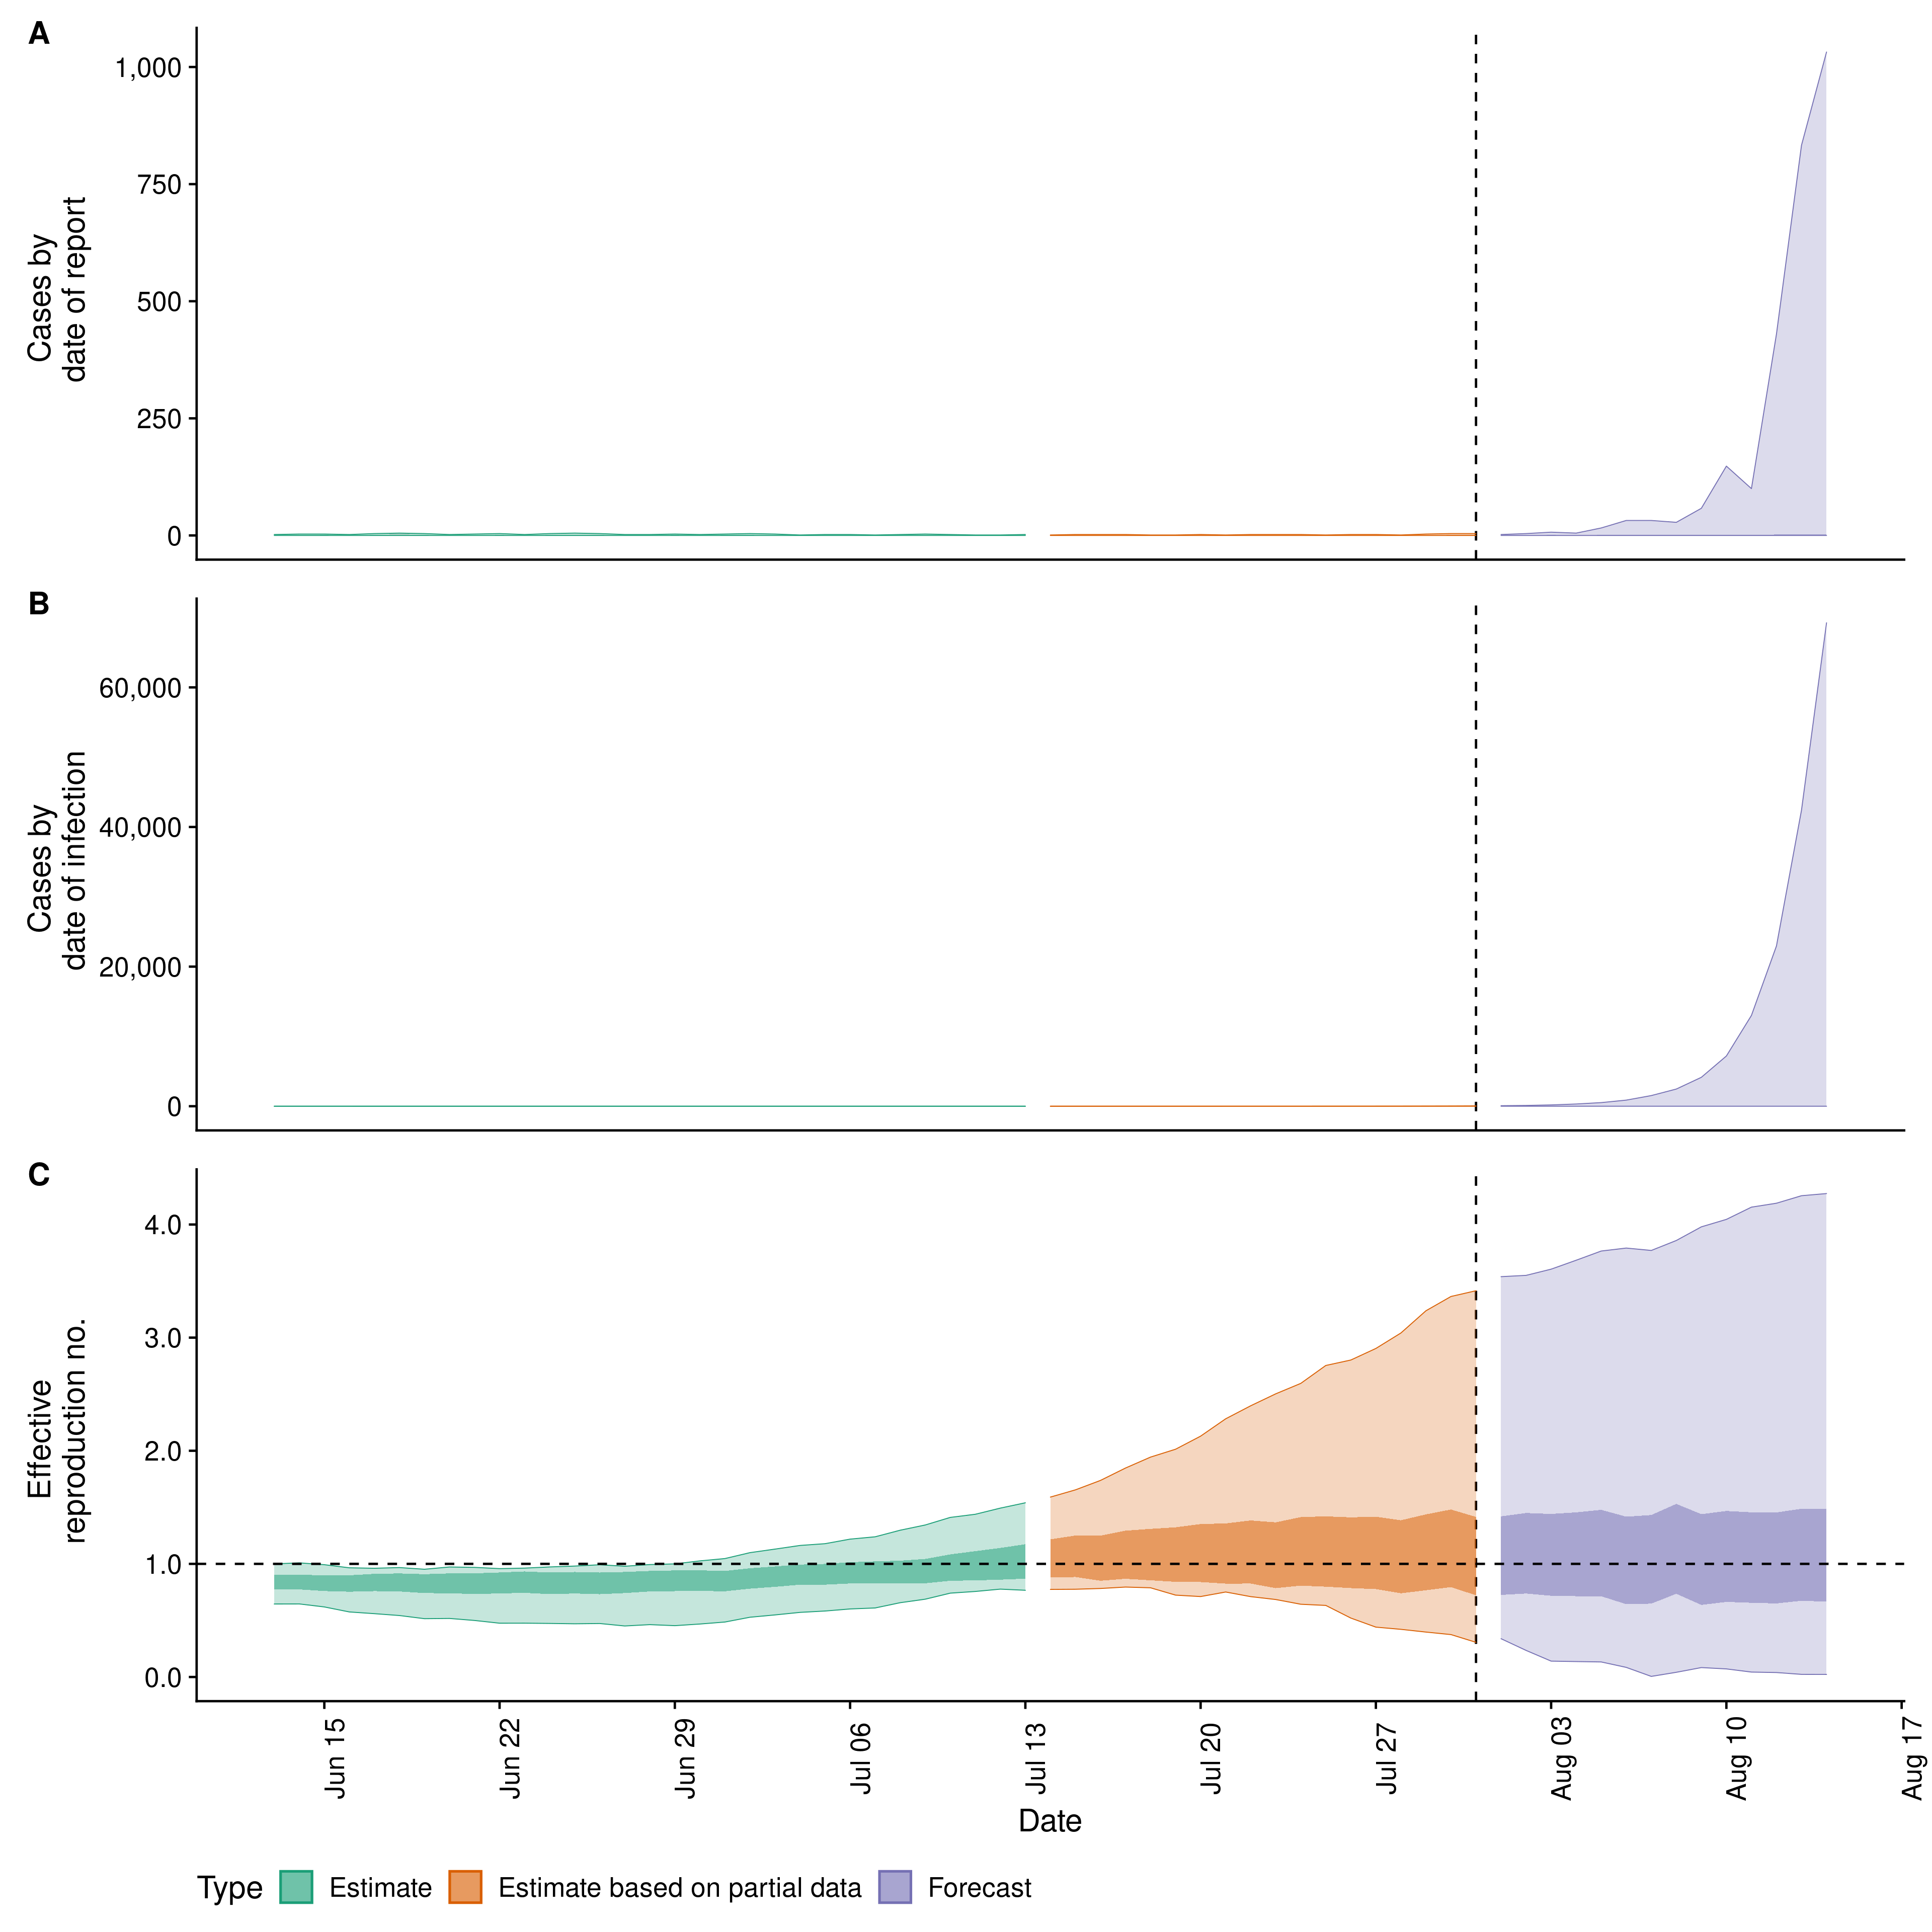 A
1,000
750
500
250
0
Cases by
date of report
B
60,000
40,000
20,000
0
Cases by
date of infection
C
4.0
3.0
2.0
1.0
0.0
Effective
reproduction no.
Jun 15
Jun 22
Jun 29
Jul 06
Jul 13
Jul 20
Jul 27
Aug 03
Aug 10
Aug 17
Date
Type Estimate Estimate based on partial data Forecast